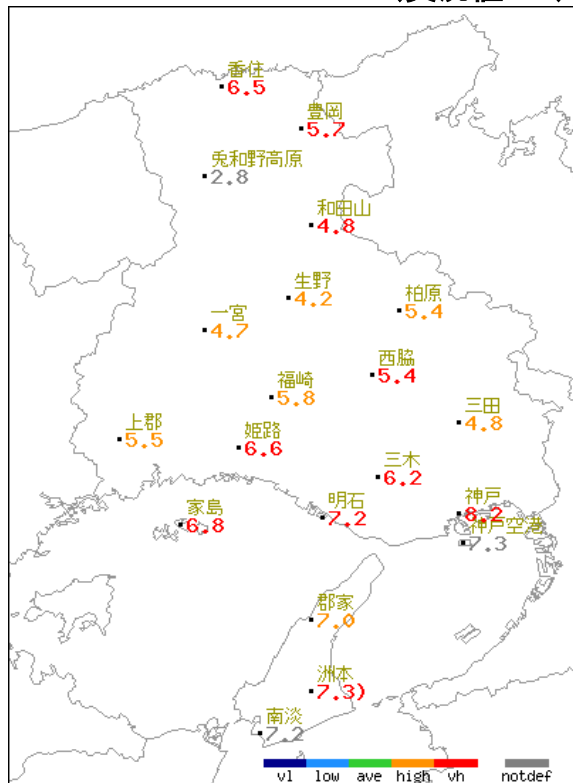 香住
6.5
豊岡
5.7
兎和野高原
2.8
和田山
4.8
生野
4.2
柏原
5.4
一宮
4.7
西脇
5.4
福崎
5.8
三田
4.8
上郡
5.5
姫路
6.6
三木
6.2
家島
6.8
明石
7.2
神戸
8.2
神戸空港
7.3
郡家
7.0
洲本
7.3)
南淡
7.2
vl low ave high vh notdef